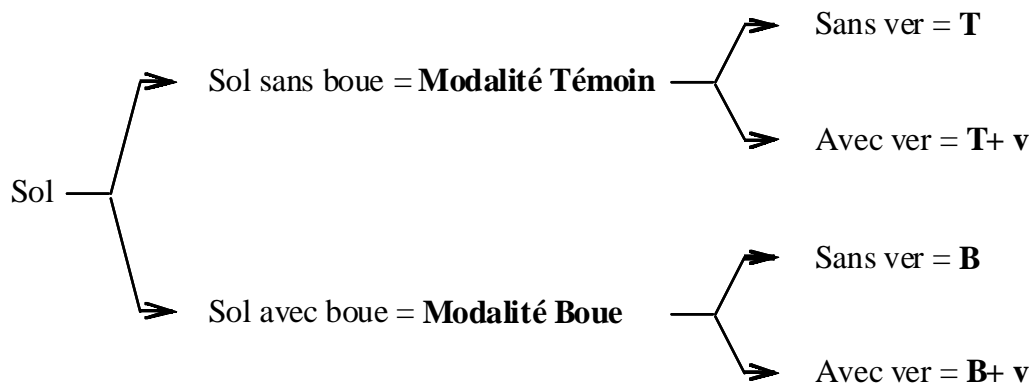 Sans ver = T
Sol sans boue = Modalité Témoin
Avec ver = T+ v
Sol
Sans ver = B
Sol avec boue = Modalité Boue
Avec ver = B+ v